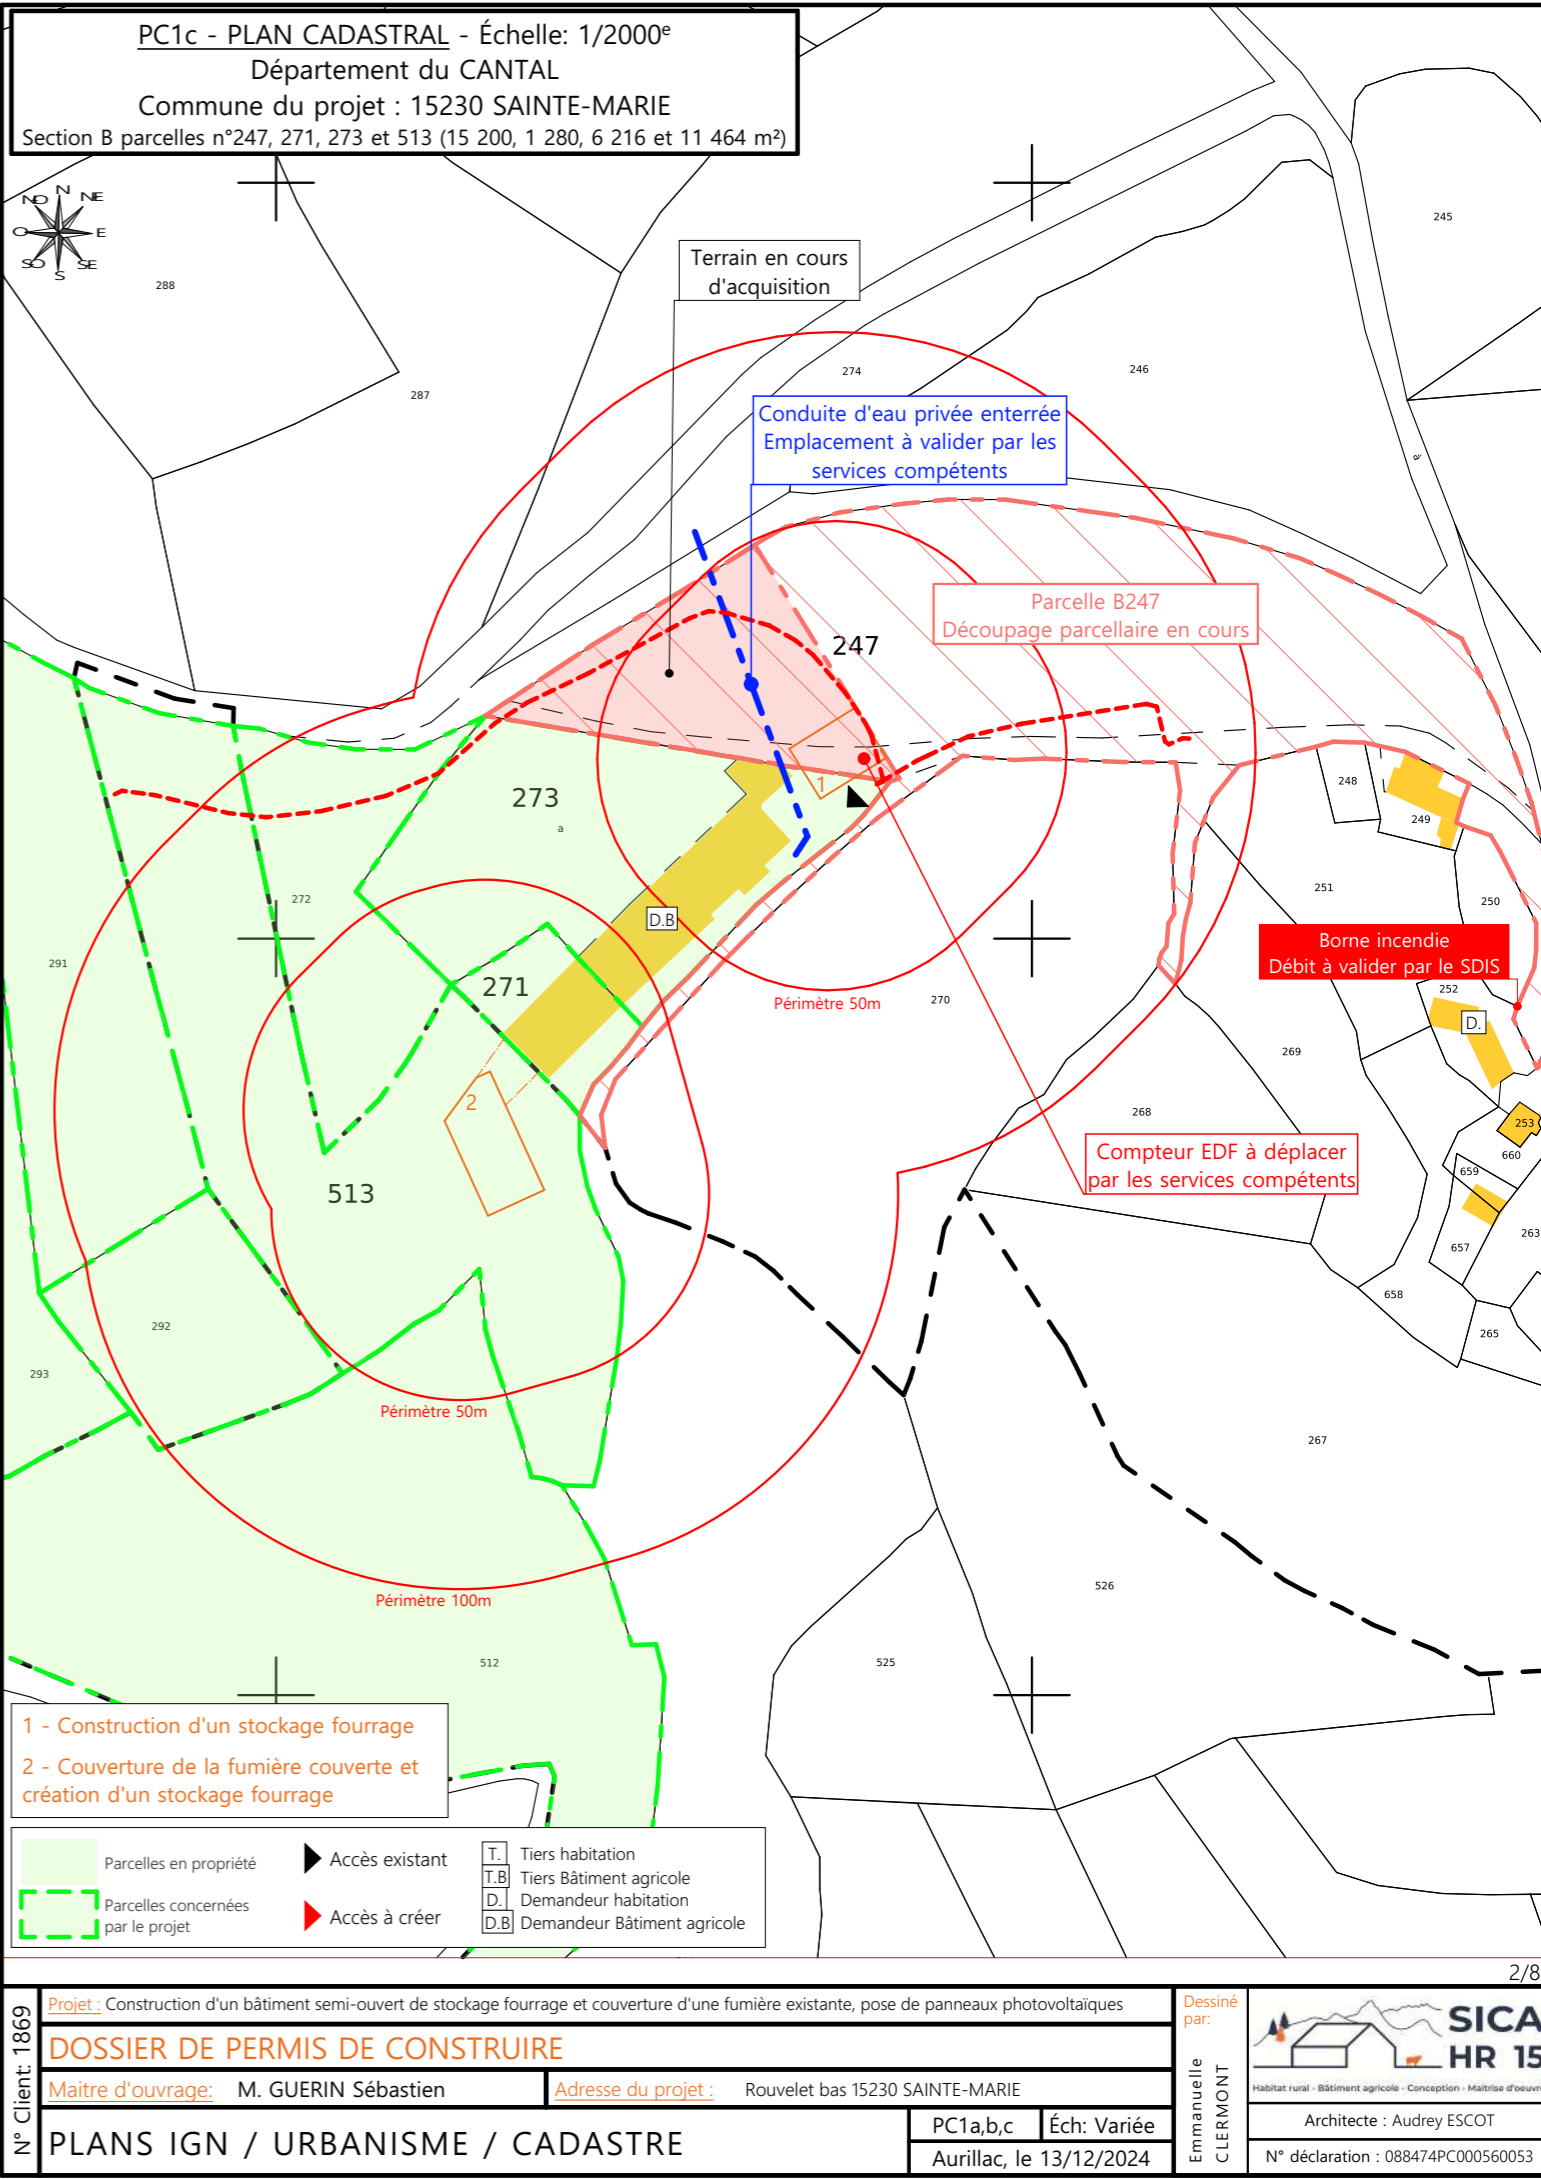 PC1c - PLAN CADASTRAL - Échelle: 1/2000ᵉ
Département du CANTAL
Commune du projet : 15230 SAINTE-MARIE
Section B parcelles n°247, 271, 273 et 513 (15 200, 1 280, 6 216 et 11 464 m²)
NO N NE
O E
SO S SE
288
287
245
Terrain en cours
d'acquisition
274
246
Conduite d'eau privée enterrée
Emplacement à valider par les
services compétents
a
Parcelle B247
Découpage parcellaire en cours
247
273
a
1
248
249
272
D.B
251
250
291
271
Borne incendie
Débit à valider par le SDIS
Périmètre 50m
270
252
D.
269
2
268
253
660
659
Compteur EDF à déplacer
par les services compétents
513
263
657
658
265
292
293
Périmètre 50m
267
Périmètre 100m
526
525
512
1 - Construction d'un stockage fourrage
2 - Couverture de la fumière couverte et
création d'un stockage fourrage
Parcelles en propriété
Parcelles concernées
par le projet
Accès existant
Accès à créer
T. Tiers habitation
T.B Tiers Bâtiment agricole
D. Demandeur habitation
D.B Demandeur Bâtiment agricole
2/8
N° Client: 1869
Projet : Construction d'un bâtiment semi-ouvert de stockage fourrage et couverture d'une fumière existante, pose de panneaux photovoltaïques
DOSSIER DE PERMIS DE CONSTRUIRE
Maitre d'ouvrage: M. GUERIN Sébastien
Adresse du projet : Rouvelet bas 15230 SAINTE-MARIE
PLANS IGN / URBANISME / CADASTRE
PC1a,b,c
Éch: Variée
Aurillac, le 13/12/2024
Dessiné
par:
Emmanuelle
CLERMONT
SICA
HR 15
Habitat rural - Bâtiment agricole - Conception - Maîtrise d'oeuvre
Architecte : Audrey ESCOT
N° déclaration : 088474PC000560053